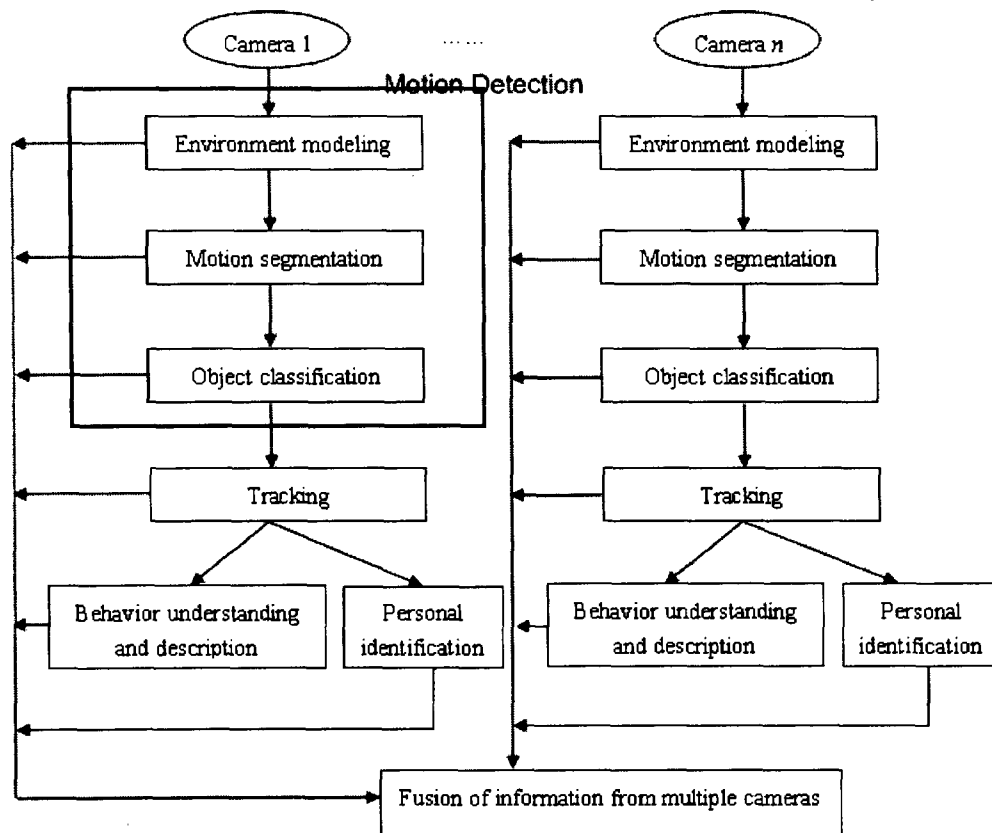 Camera 1
... ...
Camera n
Motion Detection
Environment modeling
Environment modeling
Motion segmentation
Motion segmentation
Object classification
Object classification
Tracking
Tracking
Behavior understanding
and description
Personal
identification
Behavior understanding
and description
Personal
identification
Fusion of information from multiple cameras